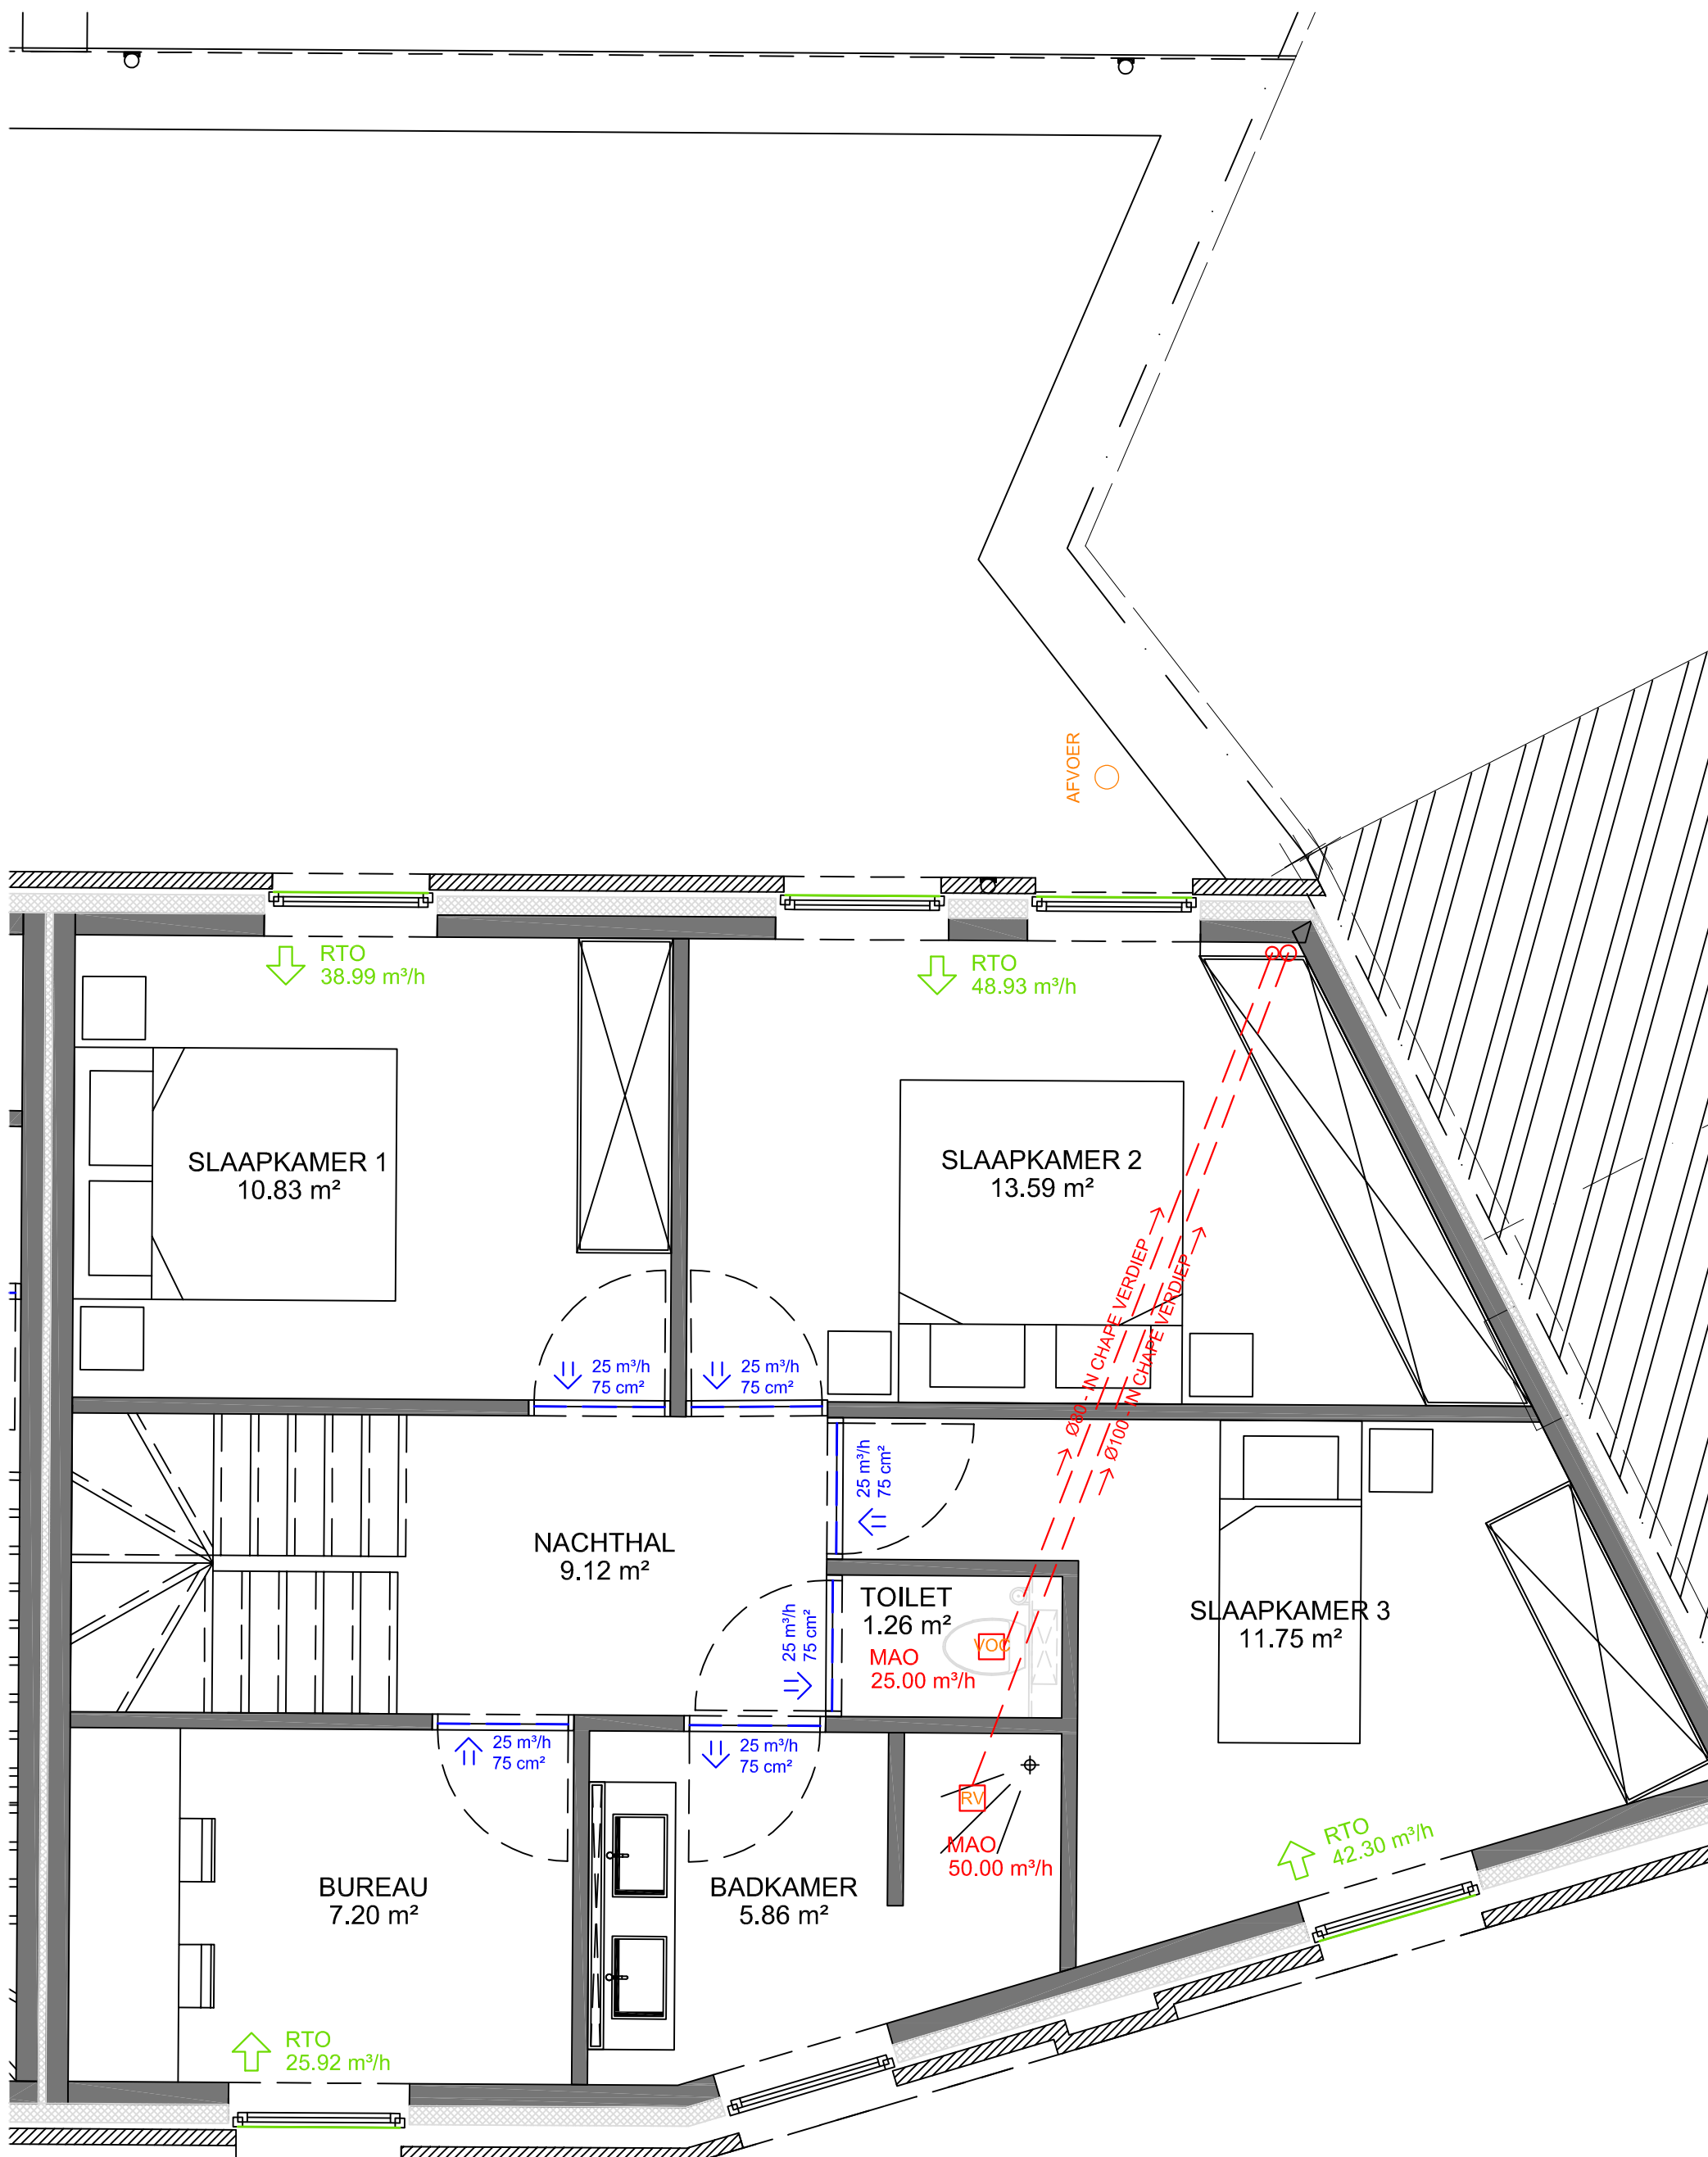 AFVOER
RTO
38.99 m³/h
RTO
48.93 m³/h
SLAAPKAMER 1
10.83 m²
SLAAPKAMER 2
13.59 m²
Ø80 - IN CHAPE VERDIEP
Ø100 - IN CHAPE VERDIEP
25 m³/h
75 cm²
25 m³/h
75 cm²
25 m³/h
75 cm²
NACHTHAL
9.12 m²
TOILET
1.26 m²
VOC
MAO
25.00 m³/h
25 m³/h
75 cm²
SLAAPKAMER 3
11.75 m²
25 m³/h
75 cm²
25 m³/h
75 cm²
RV
MAO
50.00 m³/h
RTO
42.30 m³/h
BUREAU
7.20 m²
BADKAMER
5.86 m²
RTO
25.92 m³/h